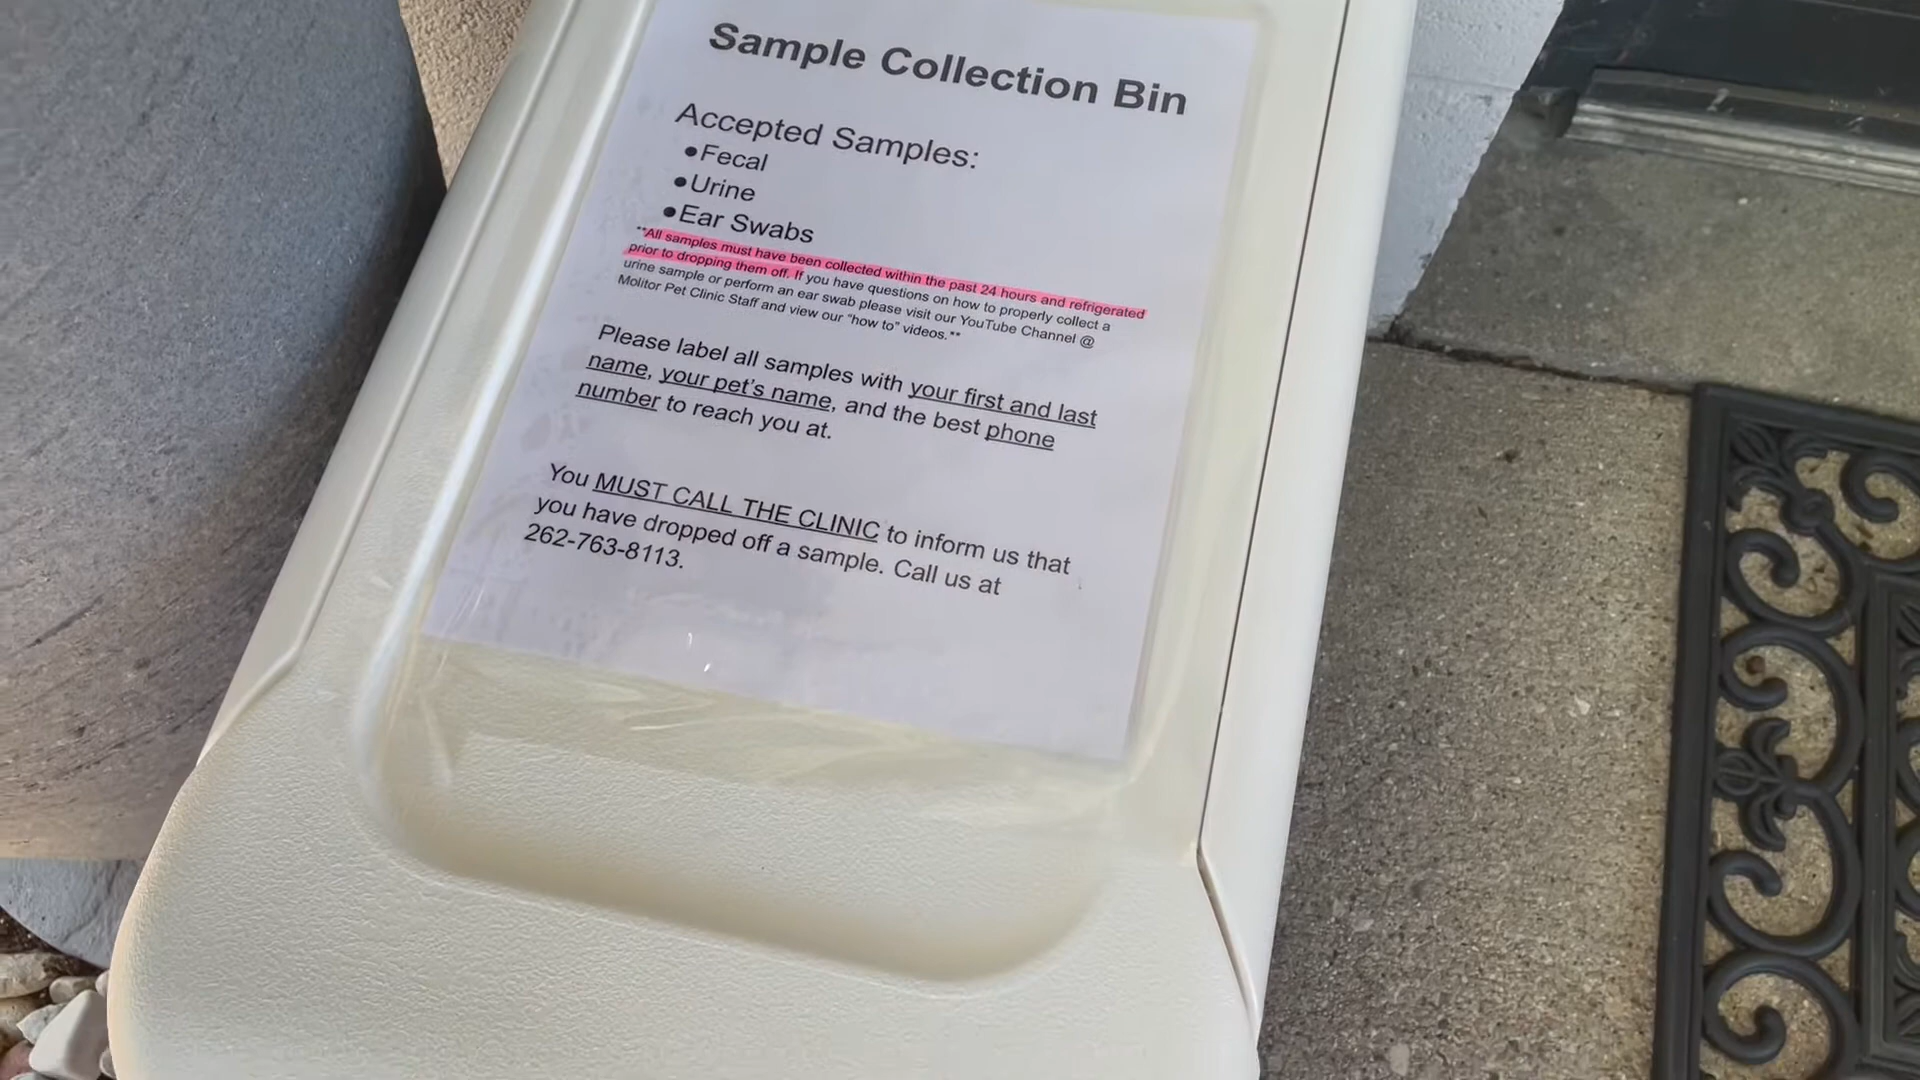 Sample Collection Bin
Accepted Samples:
•Fecal
•Urine
•Ear Swabs
**All samples must have been collected within the past 24 hours and refrigerated
prior to dropping them off. If you have questions on how to properly collect a
urine sample or perform an ear swab please visit our YouTube Channel @
Molitor Pet Clinic Staff and view our "how to" videos.**
Please label all samples with your first and last
name, your pet's name, and the best phone
number to reach you at.
You MUST CALL THE CLINIC to inform us that
you have dropped off a sample. Call us at
262-763-8113.